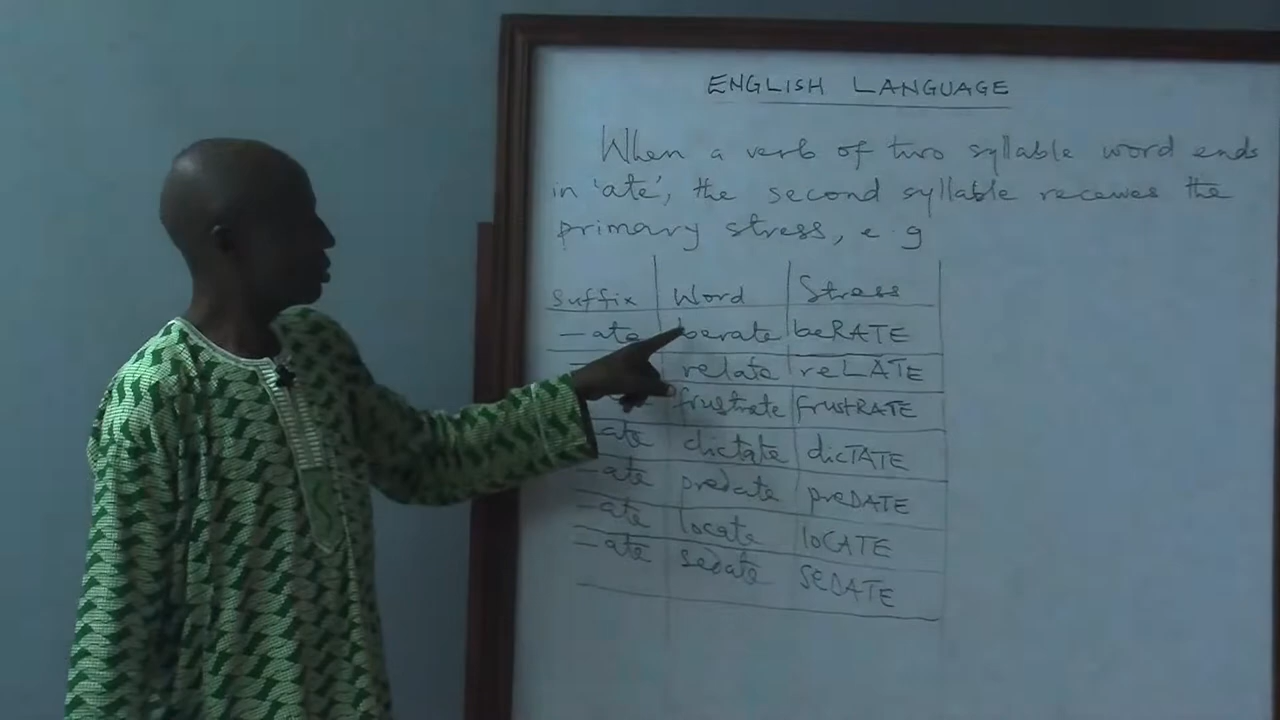 ENGLISH LANGUAGE
When a verb of two syllable word ends
in 'ate', the second syllable receives the
primary stress, e.g
Suffix Word Stress
-ate berate beRATE
relate reLATE
frustrate frustRATE
-ate dictate dicTATE
-ate predate preDATE
-ate locate loCATE
-ate sedate SEDATE